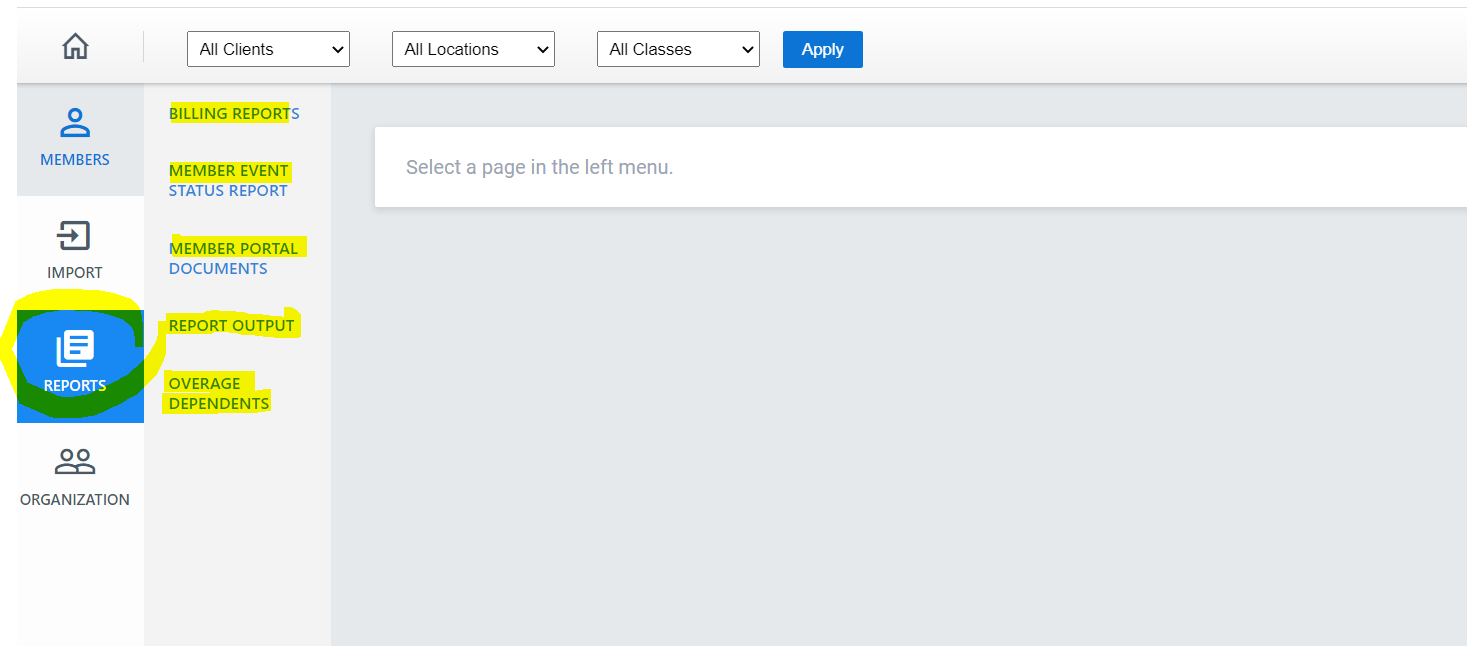 All Clients
All Locations
All Classes
Apply
MEMBERS
IMPORT
REPORTS
ORGANIZATION
BILLING REPORTS
MEMBER EVENT
STATUS REPORT
MEMBER PORTAL
DOCUMENTS
REPORT OUTPUT
OVERAGE
DEPENDENTS
Select a page in the left menu.